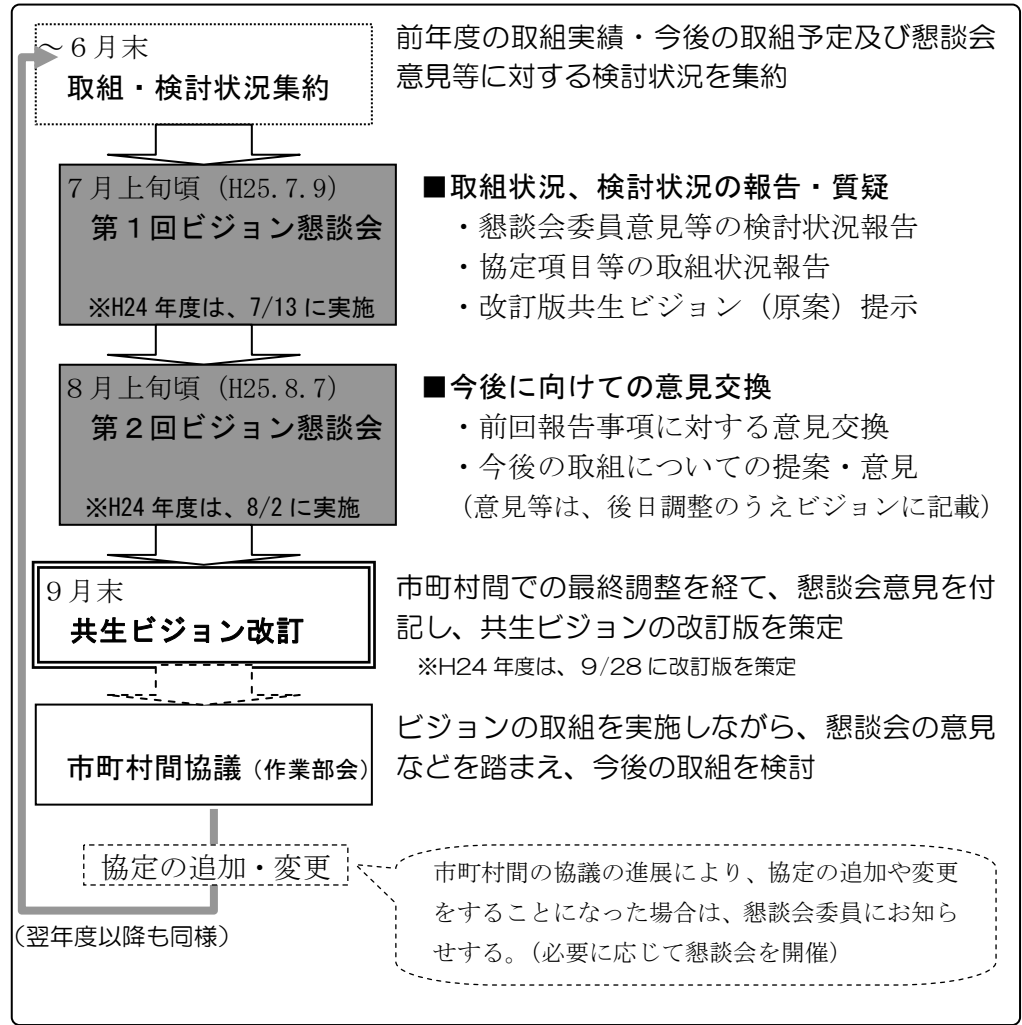 ～６月末
取組・検討状況集約
前年度の取組実績・今後の取組予定及び懇談会
意見等に対する検討状況を集約
７月上旬頃（H25.7.9）
第１回ビジョン懇談会
※H24 年度は、7/13 に実施
■取組状況、検討状況の報告・質疑
・懇談会委員意見等の検討状況報告
・協定項目等の取組状況報告
・改訂版共生ビジョン（原案）提示
８月上旬頃（H25.8.7）
第２回ビジョン懇談会
※H24 年度は、8/2 に実施
■今後に向けての意見交換
・前回報告事項に対する意見交換
・今後の取組についての提案・意見
（意見等は、後日調整のうえビジョンに記載）
９月末
共生ビジョン改訂
市町村間での最終調整を経て、懇談会意見を付
記し、共生ビジョンの改訂版を策定
※H24 年度は、9/28 に改訂版を策定
市町村間協議（作業部会）
ビジョンの取組を実施しながら、懇談会の意見
などを踏まえ、今後の取組を検討
協定の追加・変更
（翌年度以降も同様）
市町村間の協議の進展により、協定の追加や変更
をすることになった場合は、懇談会委員にお知ら
せする。（必要に応じて懇談会を開催）